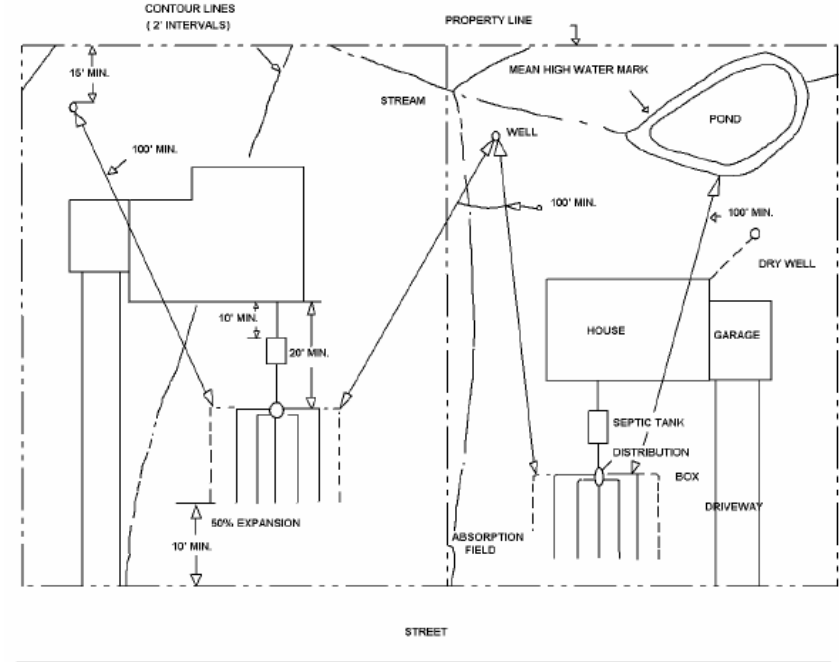 CONTOUR LINES
( 2' INTERVALS)
PROPERTY LINE
15' MIN.
MEAN HIGH WATER MARK
STREAM
POND
WELL
100' MIN.
100' MIN.
100' MIN.
DRY WELL
10' MIN.
HOUSE
GARAGE
20' MIN.
SEPTIC TANK
DISTRIBUTION
BOX
DRIVEWAY
50% EXPANSION
ABSORPTION
FIELD
10' MIN.
STREET